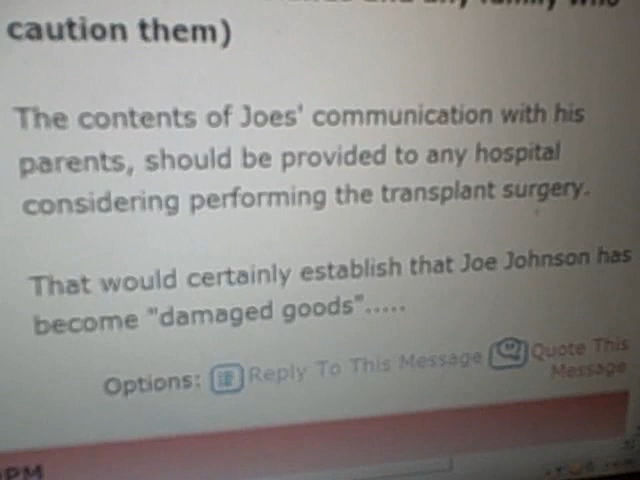 caution them)
The contents of Joes' communication with his
parents, should be provided to any hospital
considering performing the transplant surgery.
That would certainly establish that Joe Johnson has
become "damaged goods".....
Options: Reply To This Message Quote This
Message
PM